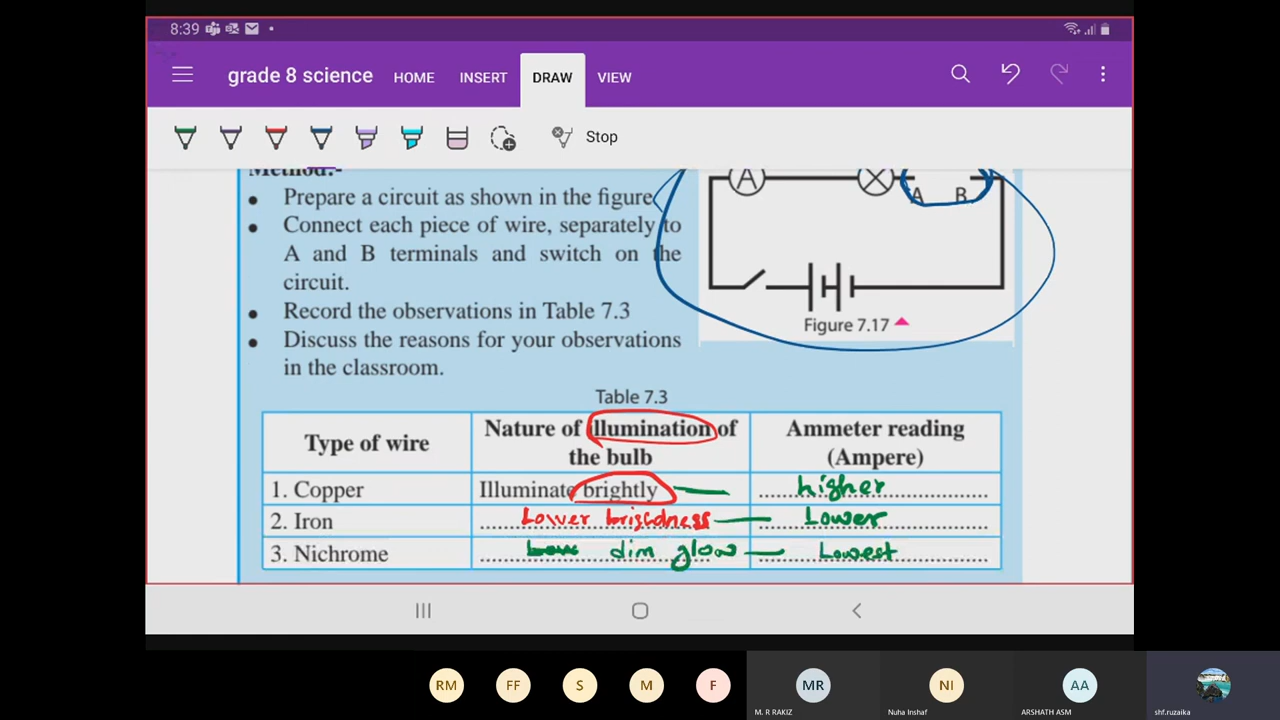 8:39
grade 8 science HOME INSERT DRAW VIEW
Stop
Method:-
Prepare a circuit as shown in the figure
Connect each piece of wire, separately to
A and B terminals and switch on the
circuit.
Record the observations in Table 7.3
Discuss the reasons for your observations
in the classroom.
A A B
Figure 7.17
Table 7.3
Type of wire Nature of illumination of the bulb Ammeter reading (Ampere)
1. Copper Illuminate brightly higher
2. Iron Lower Lower
3. Nichrome dim glow Lowest
RM FF S M F MR NI AA
M. R RAKIZ Nuha Inshaf ARSHATH ASM shf.ruzaika